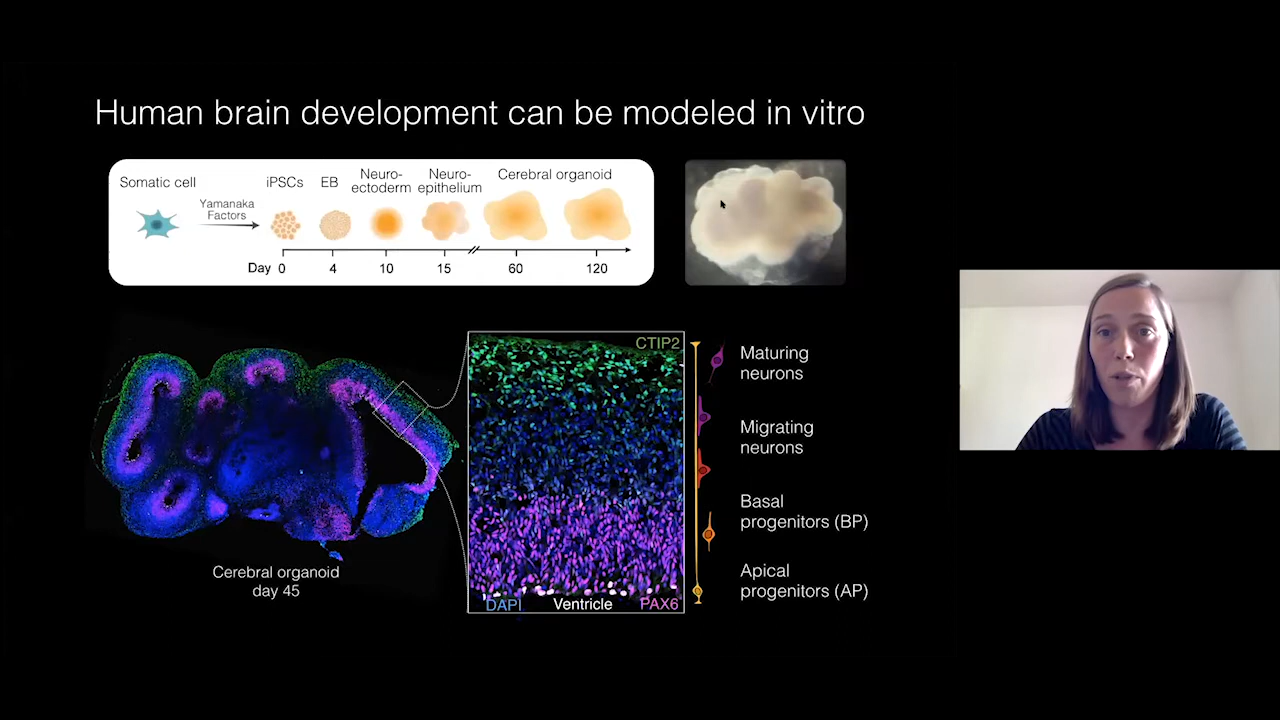 Human brain development can be modeled in vitro
Somatic cell
Yamanaka
Factors
iPSCs
EB
Neuro-
ectoderm
Neuro-
epithelium
Cerebral organoid
Day 0 4 10 15 60 120
CTIP2
DAPI Ventricle PAX6
Maturing
neurons
Migrating
neurons
Basal
progenitors (BP)
Apical
progenitors (AP)
Cerebral organoid
day 45